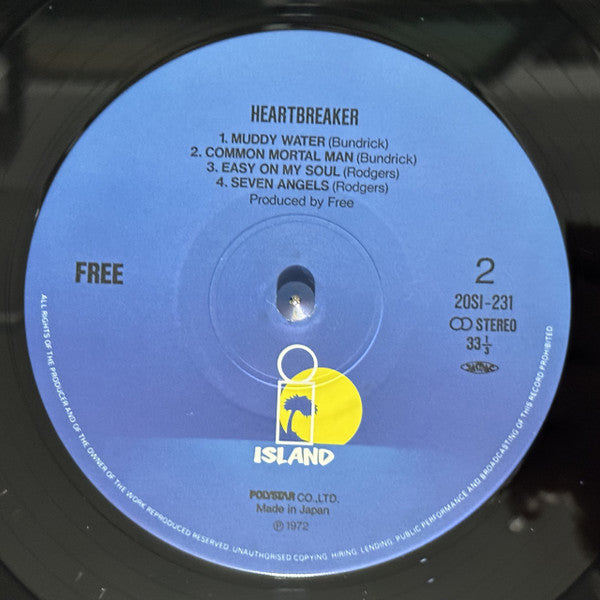 HEARTBREAKER
1. MUDDY WATER (Bundrick)
2. COMMON MORTAL MAN (Bundrick)
3. EASY ON MY SOUL (Rodgers)
4. SEVEN ANGELS (Rodgers)
Produced by Free
FREE
2
20SI-231
STEREO
33 1/3
ISLAND
POLYSTAR CO.,LTD.
Made in Japan
℗ 1972
ALL RIGHTS OF THE PRODUCER AND OF THE OWNER OF THE WORK REPRODUCED RESERVED. UNAUTHORISED COPYING, HIRING, LENDING, PUBLIC PERFORMANCE AND BROADCASTING OF THIS RECORD PROHIBITED